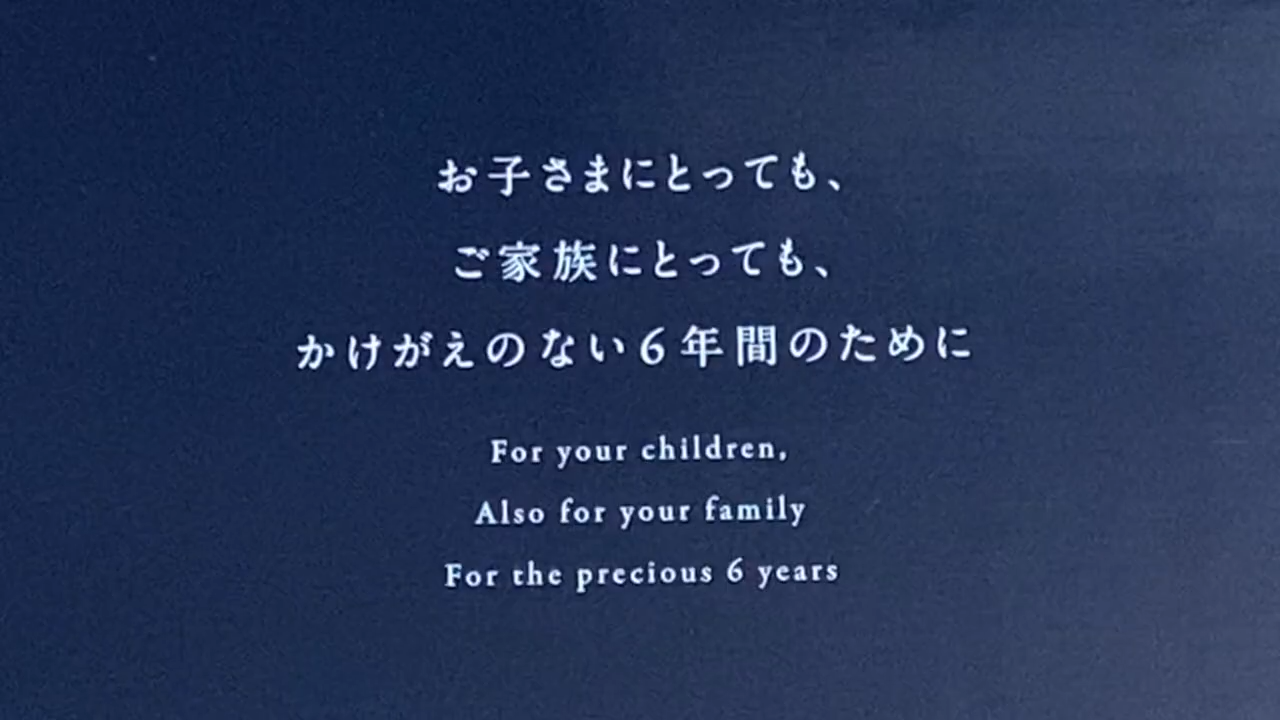 お子さまにとっても、
ご家族にとっても、
かけがえのない6年間のために
For your children,
Also for your family
For the precious 6 years